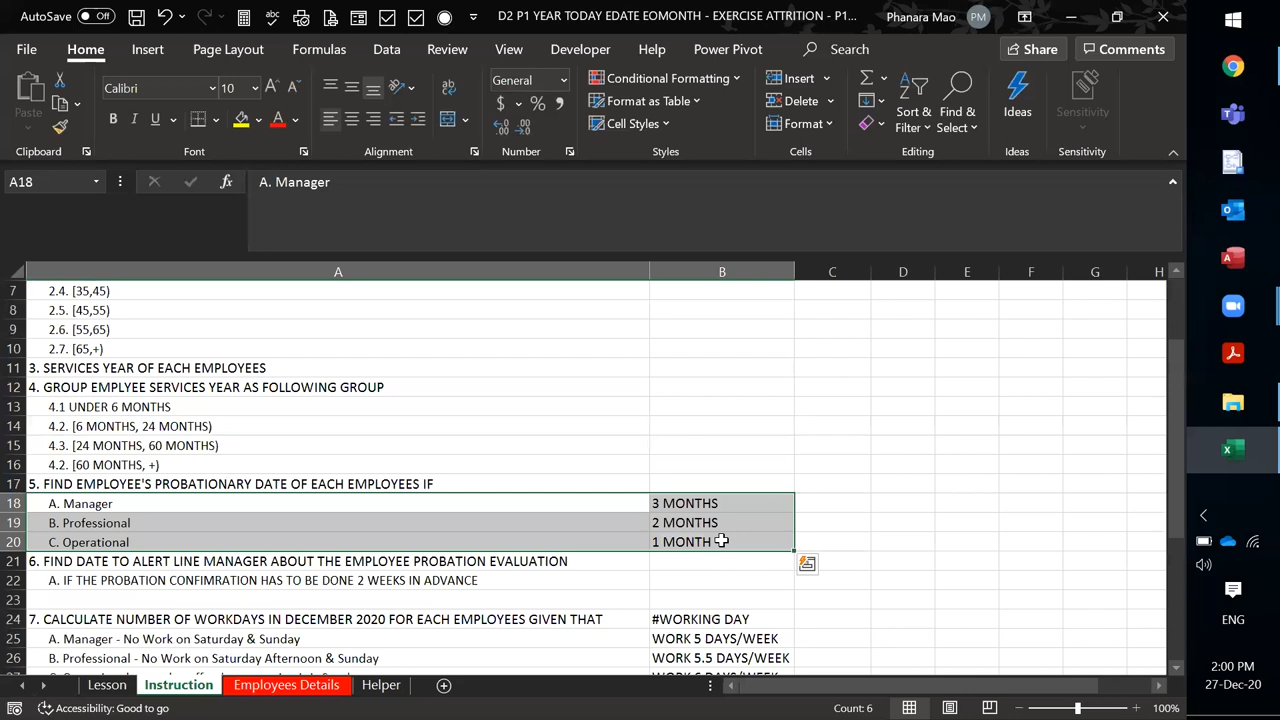 AutoSave Off D2 P1 YEAR TODAY EDATE EOMONTH - EXERCISE ATTRITION - P1... Phanara Mao PM
File Home Insert Page Layout Formulas Data Review View Developer Help Power Pivot Search Share Comments
Calibri 10 General Conditional Formatting Insert
Paste Format as Table Delete Sort & Filter Find & Select Ideas Sensitivity
B I U A Cell Styles Format
Clipboard Font Alignment Number Styles Cells Editing Ideas Sensitivity
A18 fx A. Manager
A B C D E F G H
7 2.4. [35,45)
8 2.5. [45,55)
9 2.6. [55,65)
10 2.7. [65,+)
11 3. SERVICES YEAR OF EACH EMPLOYEES
12 4. GROUP EMPLYEE SERVICES YEAR AS FOLLOWING GROUP
13 4.1 UNDER 6 MONTHS
14 4.2. [6 MONTHS, 24 MONTHS)
15 4.3. [24 MONTHS, 60 MONTHS)
16 4.2. [60 MONTHS, +)
17 5. FIND EMPLOYEE'S PROBATIONARY DATE OF EACH EMPLOYEES IF
18 A. Manager 3 MONTHS
19 B. Professional 2 MONTHS
20 C. Operational 1 MONTH
21 6. FIND DATE TO ALERT LINE MANAGER ABOUT THE EMPLOYEE PROBATION EVALUATION
22 A. IF THE PROBATION CONFIMRATION HAS TO BE DONE 2 WEEKS IN ADVANCE
23
24 7. CALCULATE NUMBER OF WORKDAYS IN DECEMBER 2020 FOR EACH EMPLOYEES GIVEN THAT #WORKING DAY
25 A. Manager - No Work on Saturday & Sunday WORK 5 DAYS/WEEK
26 B. Professional - No Work on Saturday Afternoon & Sunday WORK 5.5 DAYS/WEEK
Lesson Instruction Employees Details Helper
Accessibility: Good to go Count: 6 100%
ENG
2:00 PM
27-Dec-20